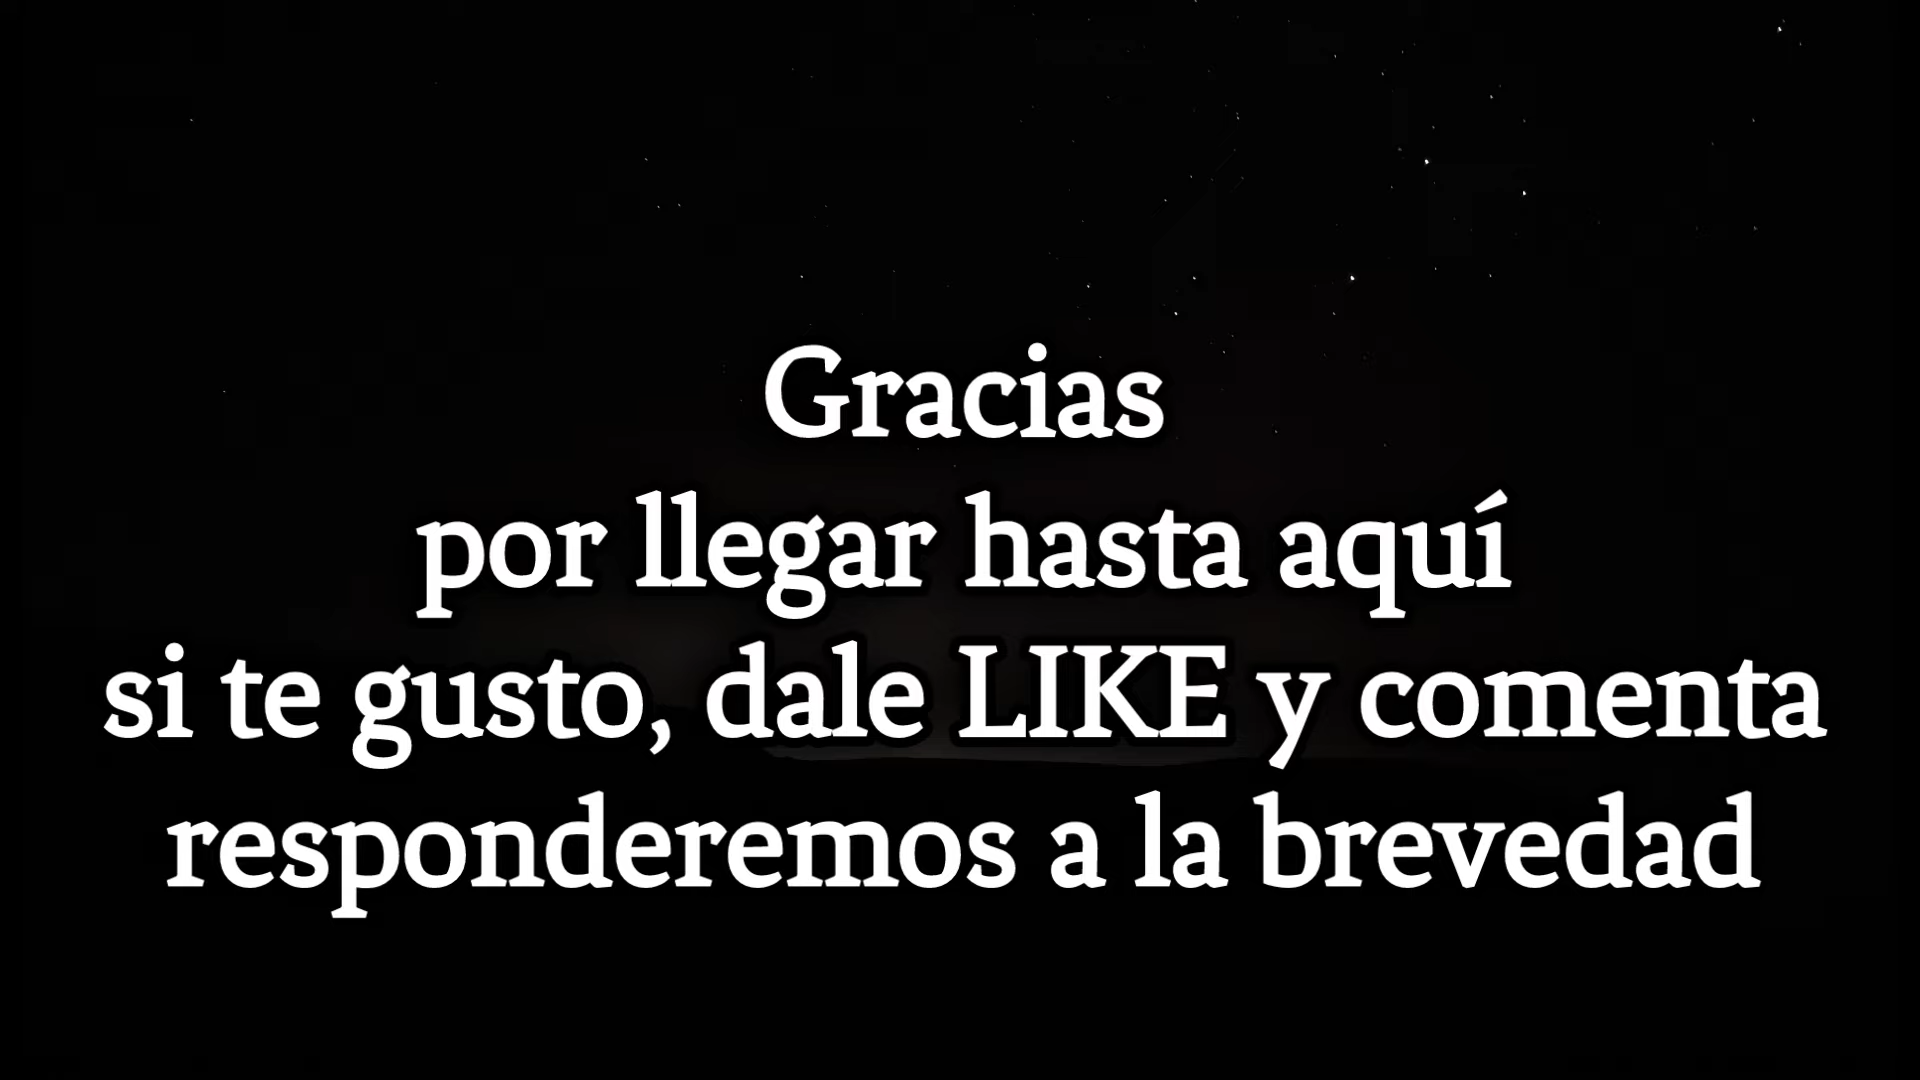 Gracias
por llegar hasta aquí
si te gusto, dale LIKE y comenta
responderemos a la brevedad